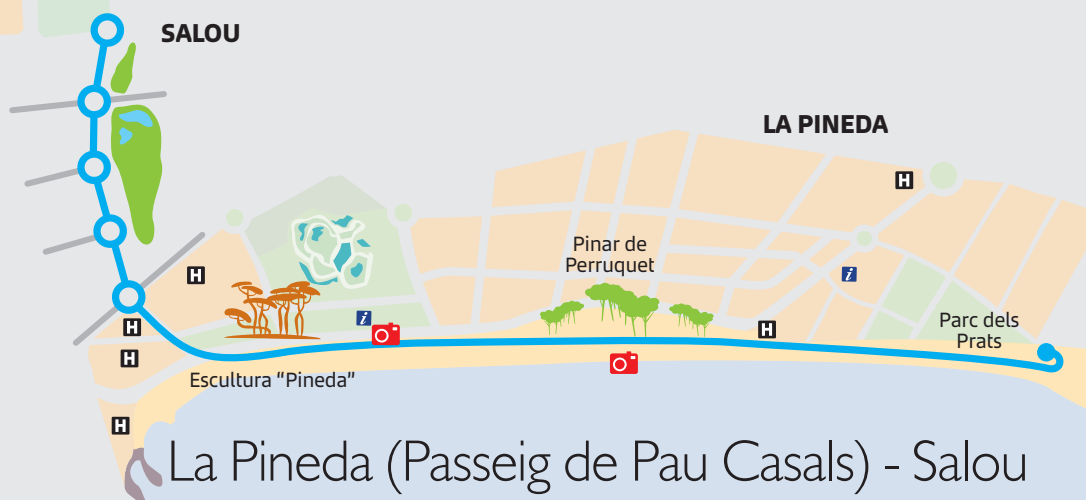 SALOU
LA PINEDA
H
Pinar de
Perruquet
H
i
i
H
H
Parc dels
Prats
H
Escultura "Pineda"
H
La Pineda (Passeig de Pau Casals) - Salou